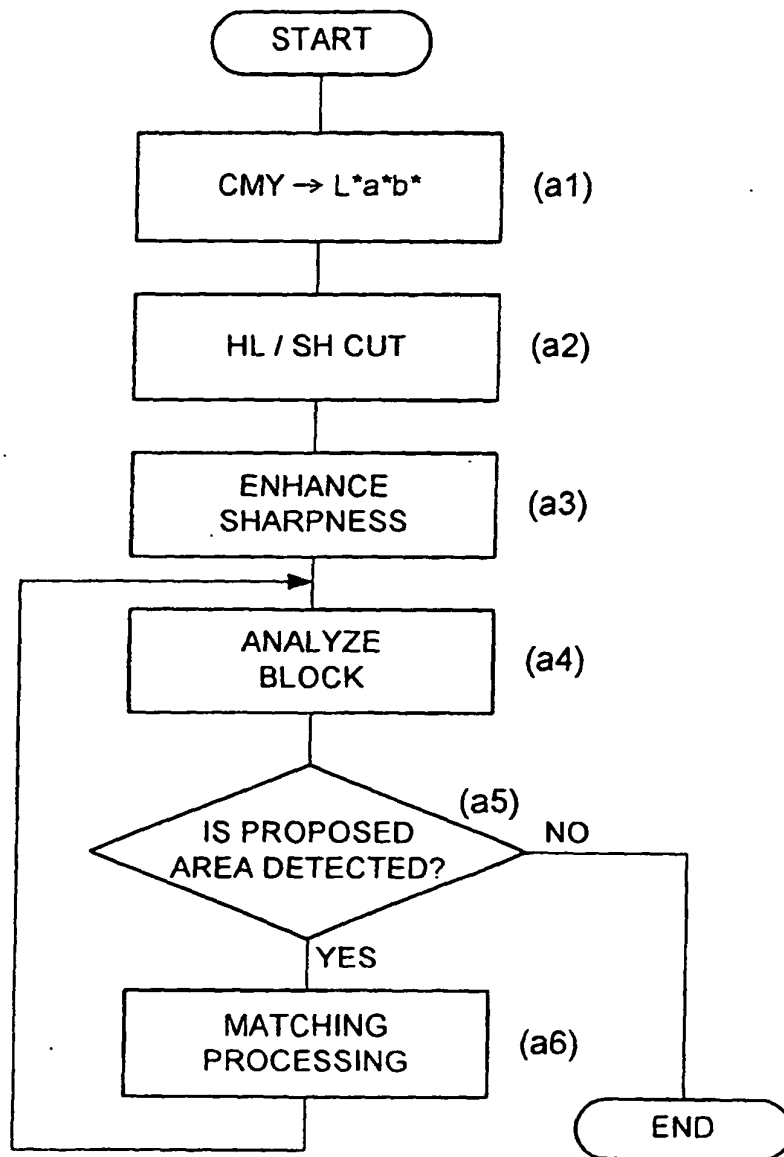 START
CMY → L*a*b*
(a1)
HL / SH CUT
(a2)
ENHANCE
SHARPNESS
(a3)
ANALYZE
BLOCK
(a4)
(a5)
IS PROPOSED
AREA DETECTED?
NO
YES
MATCHING
PROCESSING
(a6)
END